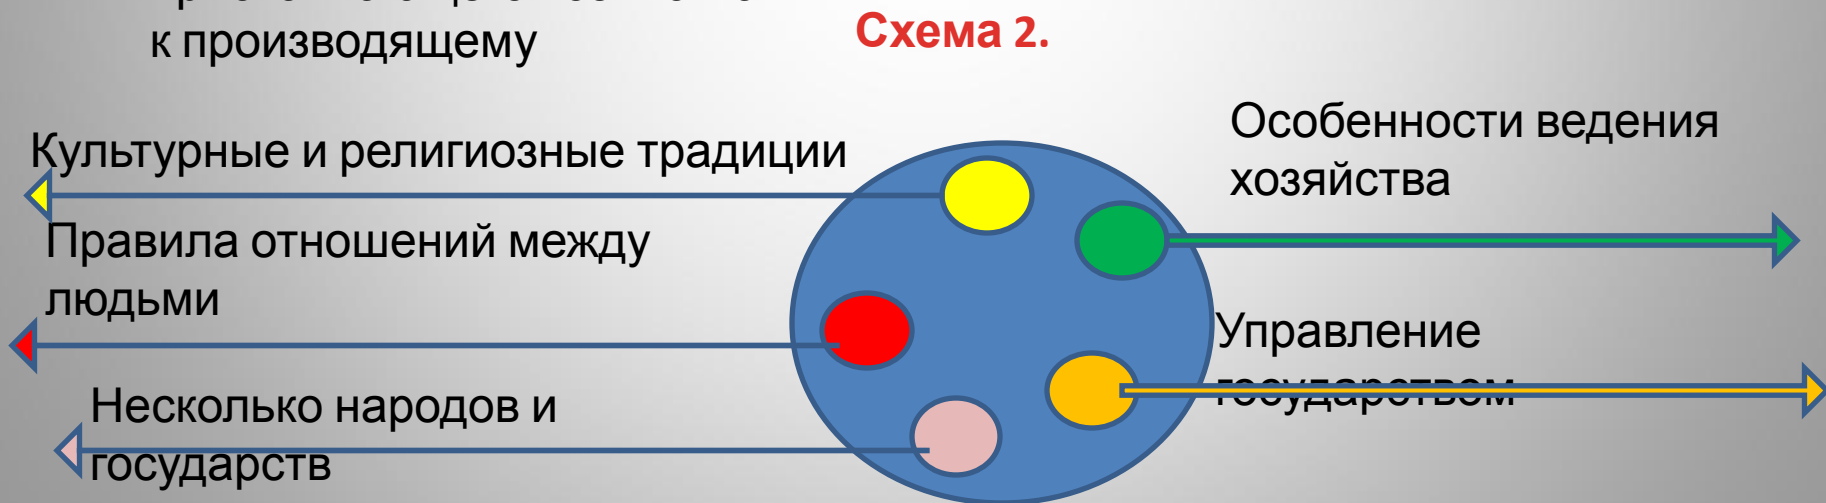 к производящему
Схема 2.
Культурные и религиозные традиции
Правила отношений между
людьми
Несколько народов и
государств
Особенности ведения
хозяйства
Управление
государством